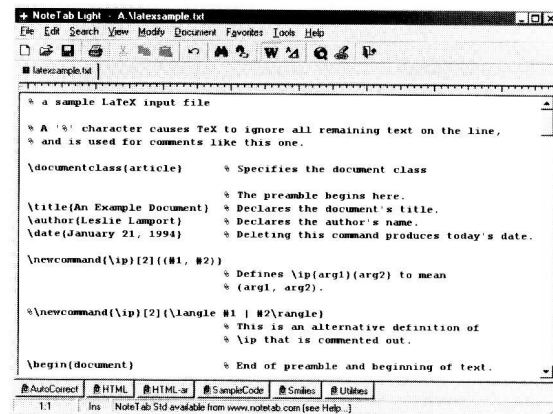 NoteTab Light - A:\latexsample.txt
File Edit Search View Modify Document Favorites Tools Help
latexsample.txt
% a sample LaTeX input file
% A '%' character causes TeX to ignore all remaining text on the line,
% and is used for comments like this one.
\documentclass{article} % Specifies the document class
% The preamble begins here.
\title{An Example Document} % Declares the document's title.
\author{Leslie Lamport} % Declares the author's name.
\date{January 21, 1994} % Deleting this command produces today's date.
\newcommand{\ip}[2]{(#1, #2)}
% Defines \ip{arg1}{arg2} to mean
% (arg1, arg2).
%\newcommand{\ip}[2]{\langle #1 | #2\rangle}
% This is an alternative definition of
% \ip that is commented out.
\begin{document} % End of preamble and beginning of text.
AutoCorrect HTML HTML-ar SampleCode Smilies Utilities
1:1 Ins NoteTab Std available from www.notetab.com [see Help...]